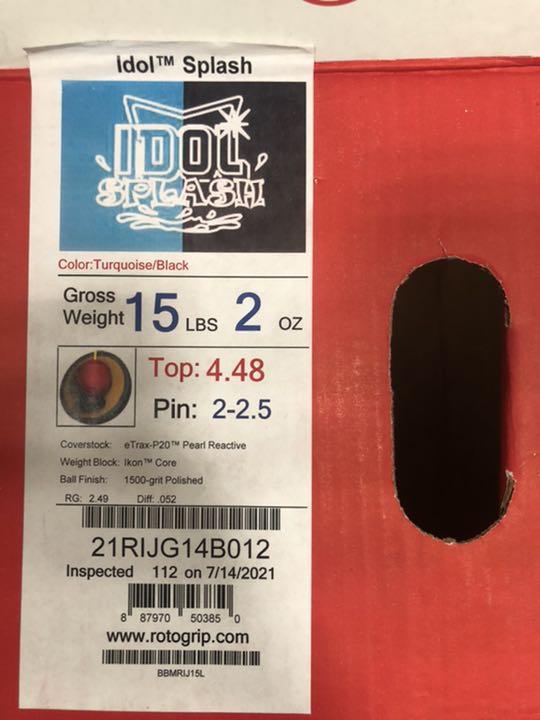 Idol™ Splash
IDOL
SPLASH
Color:Turquoise/Black
Gross Weight 15 LBS 2 OZ
Top: 4.48
Pin: 2-2.5
Coverstock: eTrax-P20™ Pearl Reactive
Weight Block: Ikon™ Core
Ball Finish: 1500-grit Polished
RG: 2.49 Diff: .052
21RIJG14B012
Inspected 112 on 7/14/2021
8 87970 50385 0
www.rotogrip.com
BBMRIJ15L